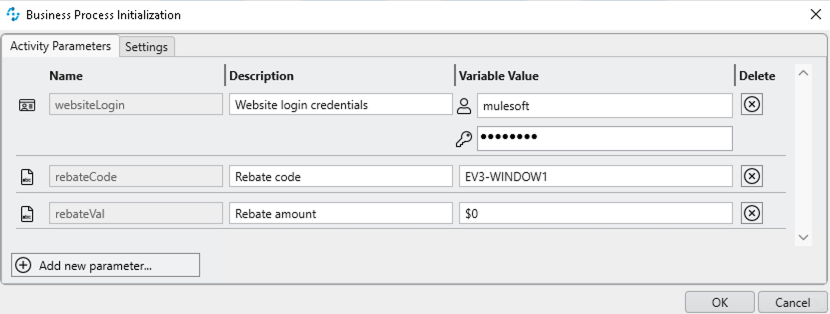 Business Process Initialization
Activity Parameters Settings
Name Description Variable Value Delete
websiteLogin Website login credentials mulesoft
••••••••
rebateCode Rebate code EV3-WINDOW1
rebateVal Rebate amount $0
Add new parameter...
OK Cancel